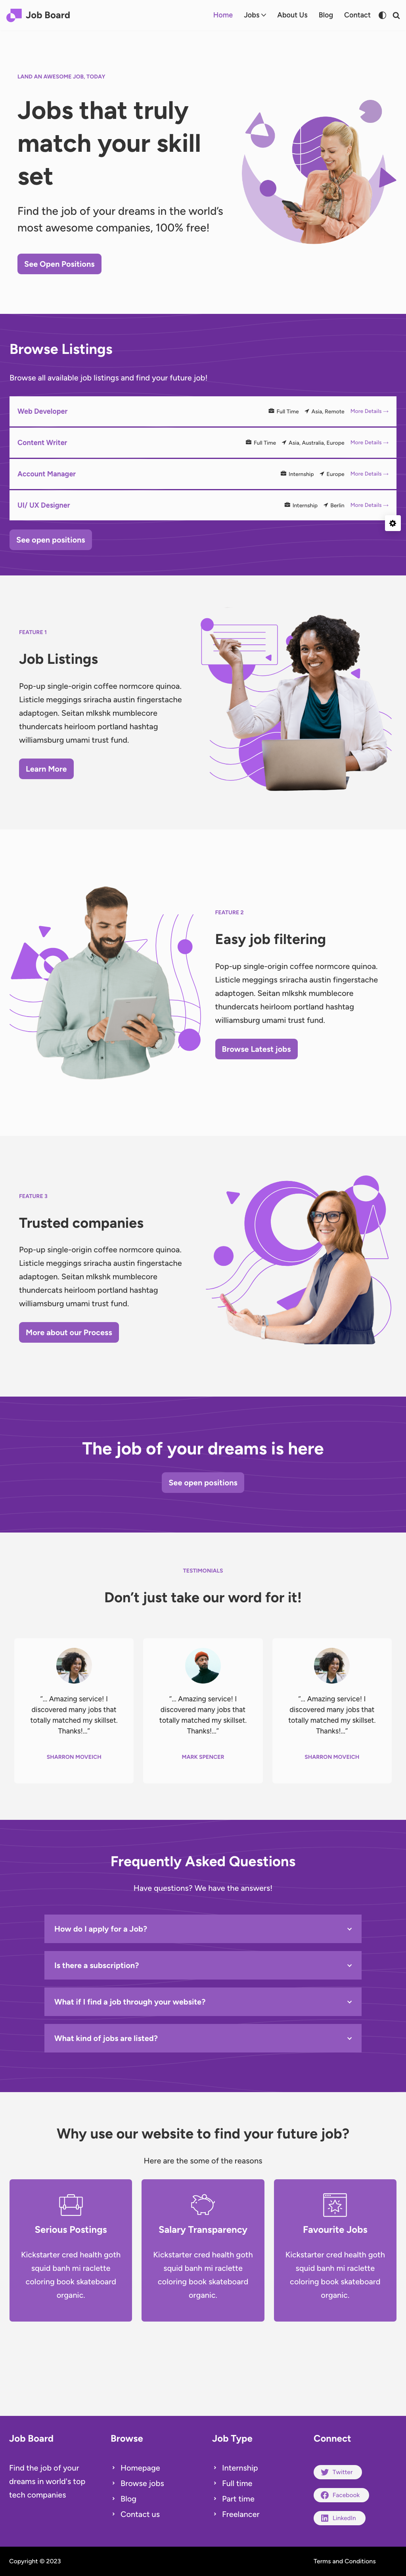 Job Board
Home
Jobs
About Us
Blog
Contact
LAND AN AWESOME JOB, TODAY
Jobs that truly
match your skill
set
Find the job of your dreams in the world's
most awesome companies, 100% free!
See Open Positions
Browse Listings
Browse all available job listings and find your future job!
Web Developer
Full Time
Asia, Remote
More Details →
Content Writer
Full Time
Asia, Australia, Europe
More Details →
Account Manager
Internship
Europe
More Details →
UI/ UX Designer
Internship
Berlin
More Details →
See open positions
FEATURE 1
Job Listings
Pop-up single-origin coffee normcore quinoa.
Listicle meggings sriracha austin fingerstache
adaptogen. Seitan mlkshk mumblecore
thundercats heirloom portland hashtag
williamsburg umami trust fund.
Learn More
FEATURE 2
Easy job filtering
Pop-up single-origin coffee normcore quinoa.
Listicle meggings sriracha austin fingerstache
adaptogen. Seitan mlkshk mumblecore
thundercats heirloom portland hashtag
williamsburg umami trust fund.
Browse Latest jobs
FEATURE 3
Trusted companies
Pop-up single-origin coffee normcore quinoa.
Listicle meggings sriracha austin fingerstache
adaptogen. Seitan mlkshk mumblecore
thundercats heirloom portland hashtag
williamsburg umami trust fund.
More about our Process
The job of your dreams is here
See open positions
TESTIMONIALS
Don't just take our word for it!
"... Amazing service! I
discovered many jobs that
totally matched my skillset.
Thanks!..."
SHARRON MOVEICH
"... Amazing service! I
discovered many jobs that
totally matched my skillset.
Thanks!..."
MARK SPENCER
"... Amazing service! I
discovered many jobs that
totally matched my skillset.
Thanks!..."
SHARRON MOVEICH
Frequently Asked Questions
Have questions? We have the answers!
How do I apply for a Job?
Is there a subscription?
What if I find a job through your website?
What kind of jobs are listed?
Why use our website to find your future job?
Here are the some of the reasons
Serious Postings
Kickstarter cred health goth
squid banh mi raclette
coloring book skateboard
organic.
Salary Transparency
Kickstarter cred health goth
squid banh mi raclette
coloring book skateboard
organic.
Favourite Jobs
Kickstarter cred health goth
squid banh mi raclette
coloring book skateboard
organic.
Job Board
Find the job of your
dreams in world's top
tech companies
Browse
Homepage
Browse jobs
Blog
Contact us
Job Type
Internship
Full time
Part time
Freelancer
Connect
Twitter
Facebook
LinkedIn
Copyright © 2023
Terms and Conditions